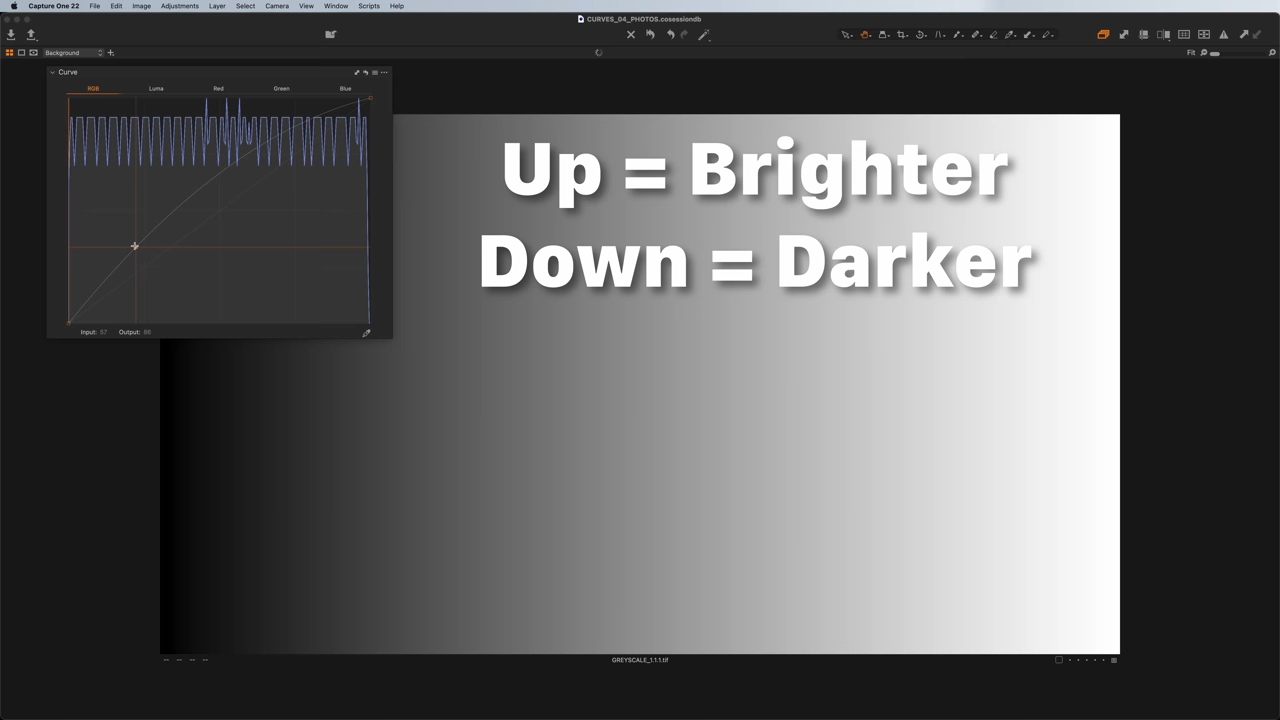 Capture One 22 File Edit Image Adjustments Layer Select Camera View Window Scripts Help
CURVES_04_PHOTOS.cosessiondb
Background
Fit
Curve
RGB Luma Red Green Blue
Up = Brighter
Down = Darker
Input: 57 Output: 86
GREYSCALE_1.1.1.tif